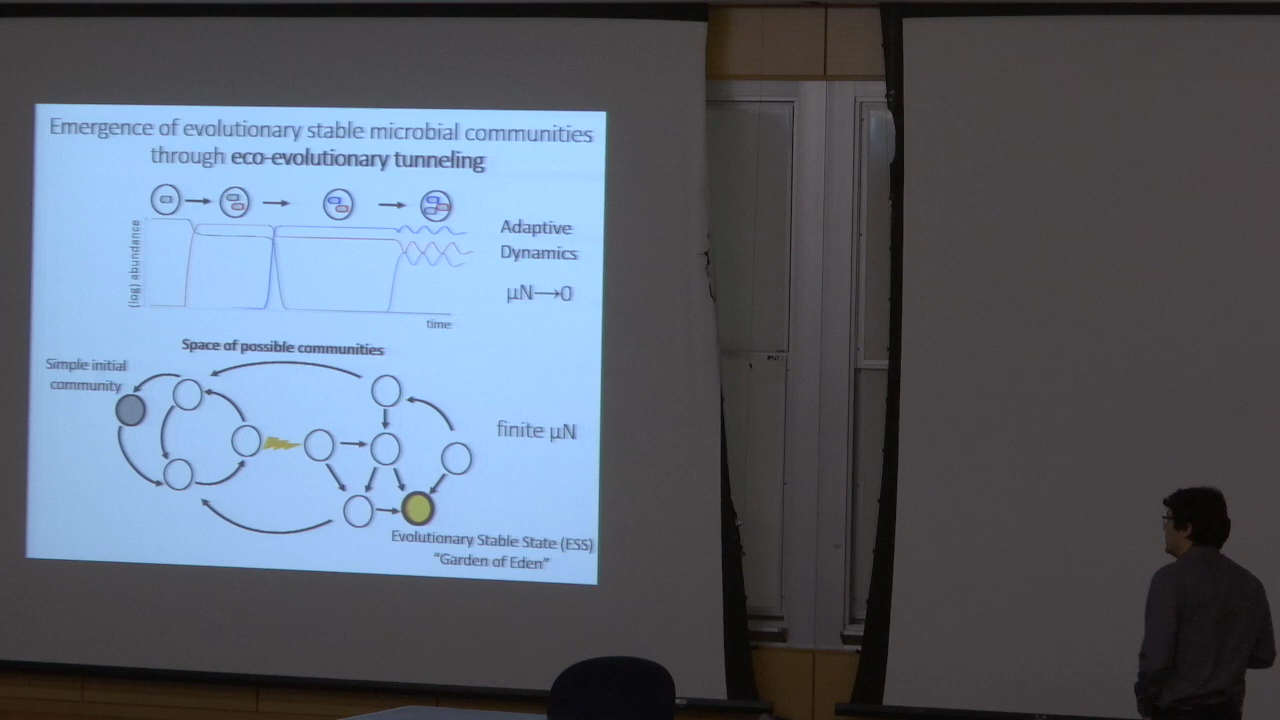 Emergence of evolutionary stable microbial communities
through eco-evolutionary tunneling
(log) abundance
time
Adaptive
Dynamics
μN→0
Space of possible communities
Simple initial
community
finite μN
Evolutionary Stable State (ESS)
"Garden of Eden"